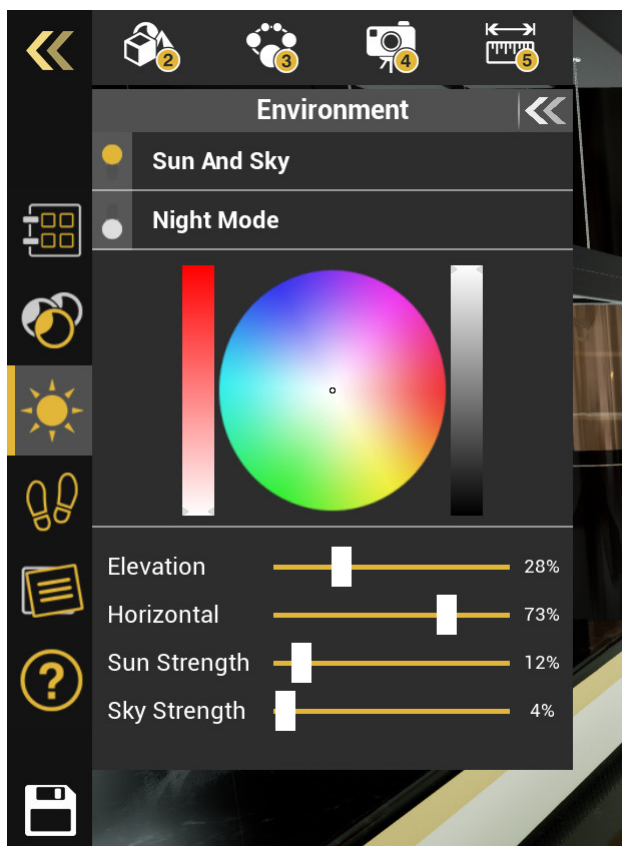 2
3
4
5
Environment
Sun And Sky
Night Mode
Elevation 28%
Horizontal 73%
Sun Strength 12%
Sky Strength 4%
?